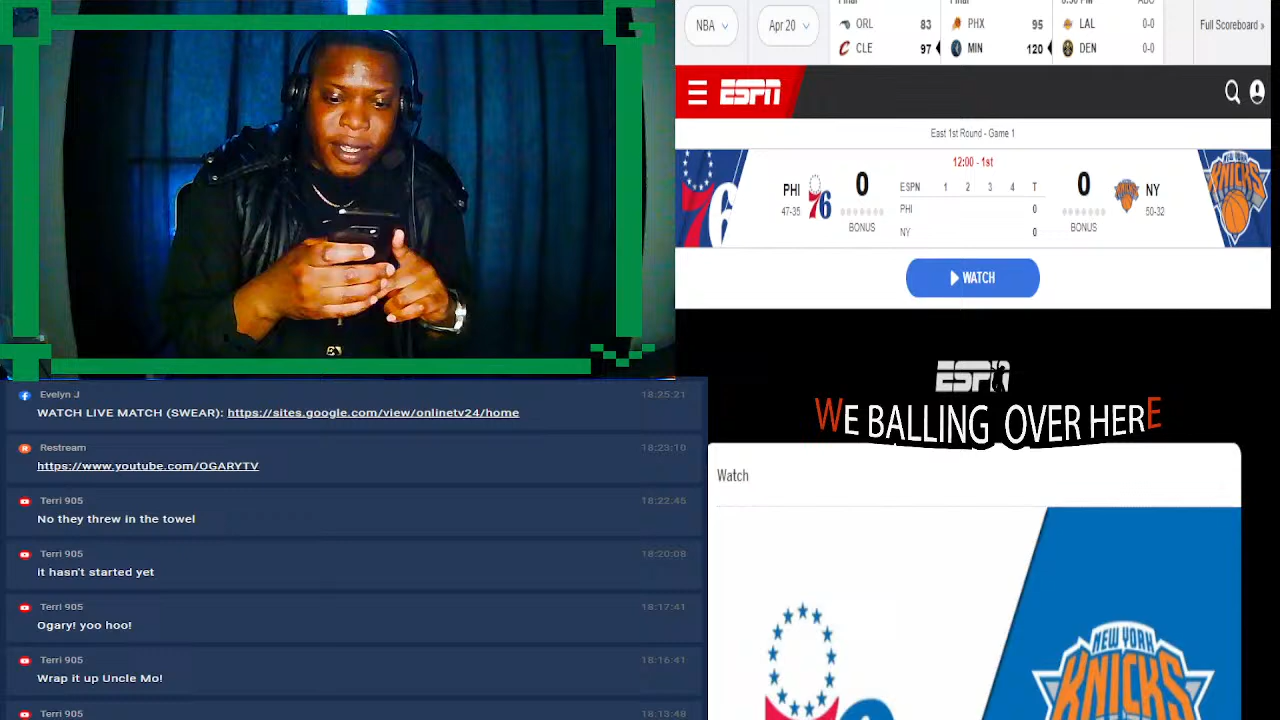 NBA
Apr 20
ORL 83
CLE 97
PHX 95
MIN 120
LAL 0-0
DEN 0-0
Full Scoreboard »
ESPN
East 1st Round - Game 1
12:00 - 1st
PHI
47-35
76
0
BONUS
ESPN 1 2 3 4 T
PHI 0
NY 0
0
BONUS
NEW YORK
KNICKS
NY
50-32
WATCH
ESPN
WE BALLING OVER HERE
Watch
NEW YORK
KNICKS
Evelyn J 18:25:21
WATCH LIVE MATCH (SWEAR): https://sites.google.com/view/onlinetv24/home
Restream 18:23:10
https://www.youtube.com/OGARYTV
Terri 905 18:22:45
No they threw in the towel
Terri 905 18:20:08
it hasn't started yet
Terri 905 18:17:41
Ogary! yoo hoo!
Terri 905 18:16:41
Wrap it up Uncle Mo!
Terri 905 18:13:48